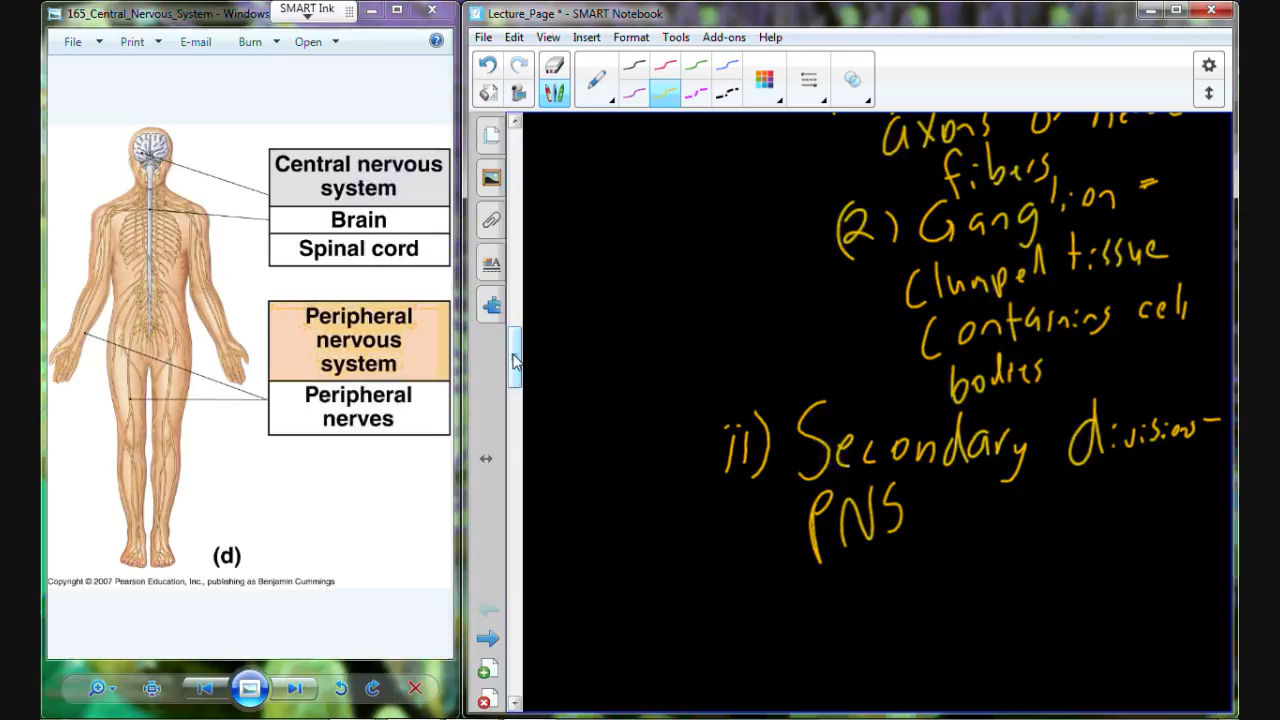 165_Central_Nervous_System - Windows
SMART Ink
File Print E-mail Burn Open
Central nervous
system
Brain
Spinal cord
Peripheral
nervous
system
Peripheral
nerves
(d)
Copyright © 2007 Pearson Education, Inc., publishing as Benjamin Cummings
Lecture_Page * - SMART Notebook
File Edit View Insert Format Tools Add-ons Help
axons
fibers
(2) Ganglion =
Clumped tissue
Containing cell
bodies
ii) Secondary division-
PNS